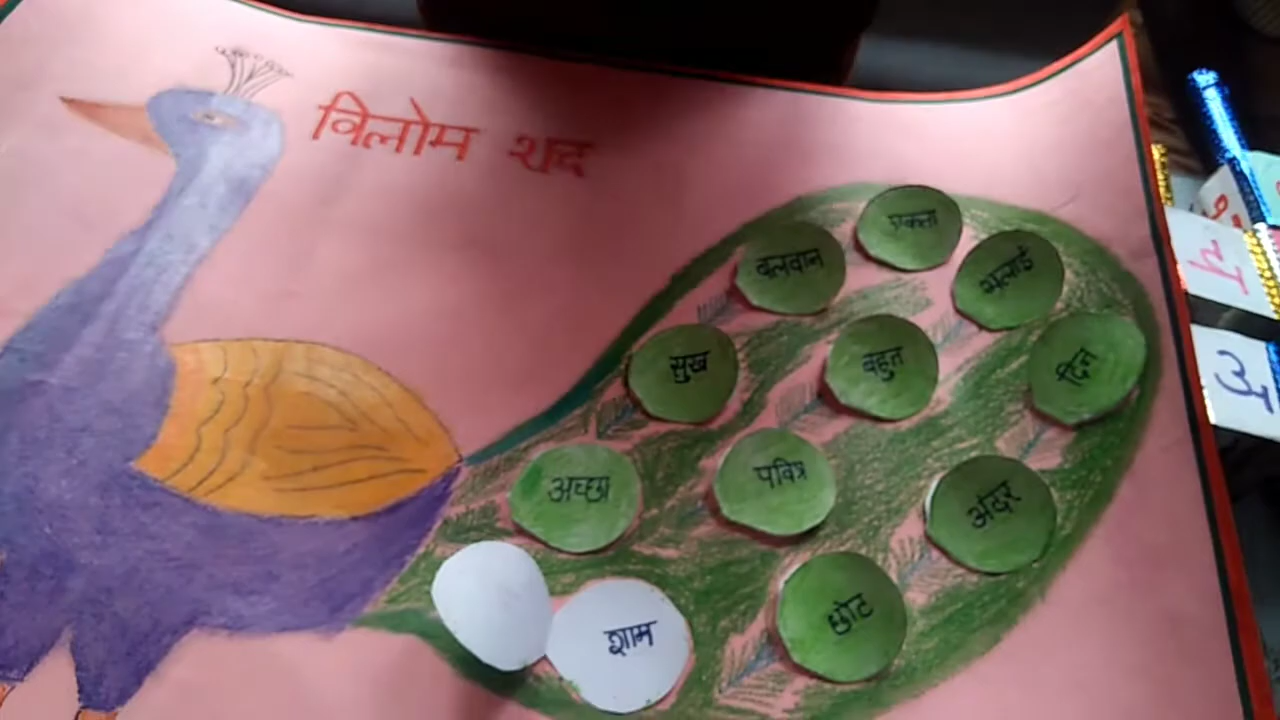 विलोम शब्द
एकता
बलवान
भलाई
सुख
बहुत
दिन
अच्छा
पवित्र
अंदर
छोटा
शाम
अ